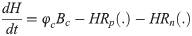 dH/dt = φ_c B_c − HR_p(.) − HR_n(.)